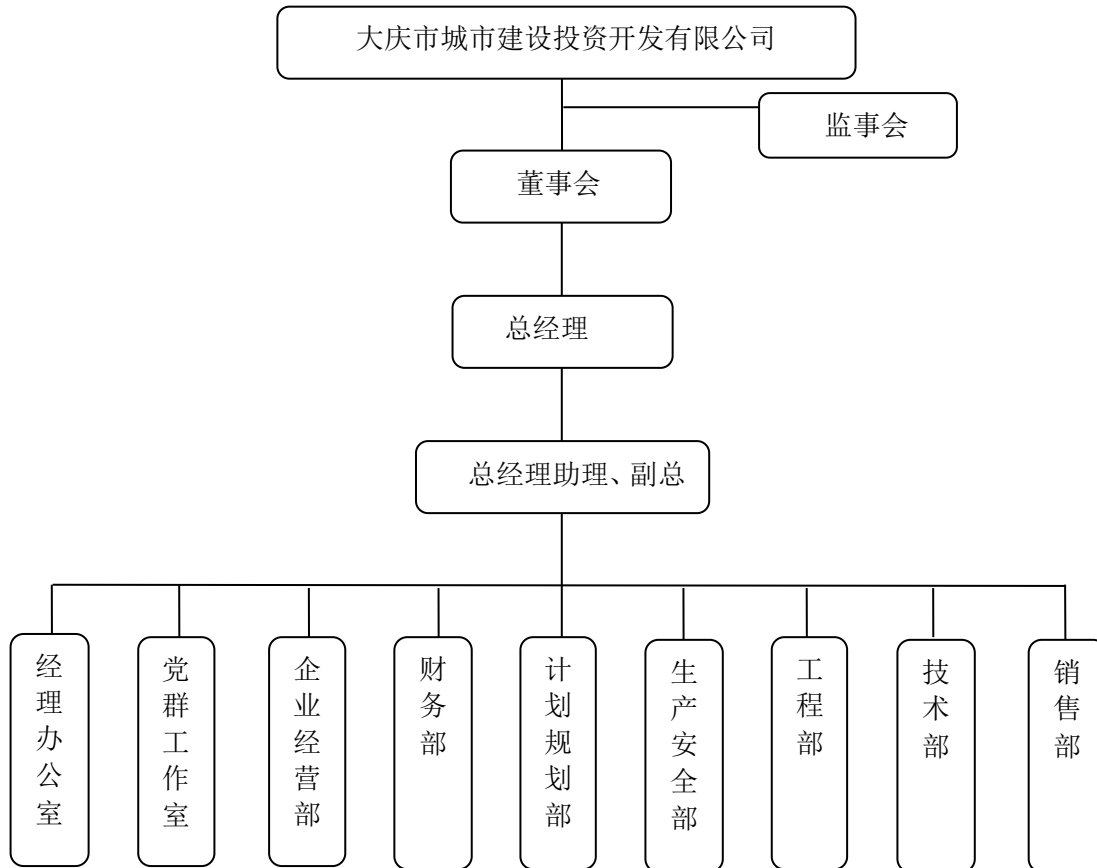 大庆市城市建设投资开发有限公司
监事会
董事会
总经理
总经理助理、副总
经理办公室
党群工作室
企业经营部
财务部
计划规划部
生产安全部
工程部
技术部
销售部